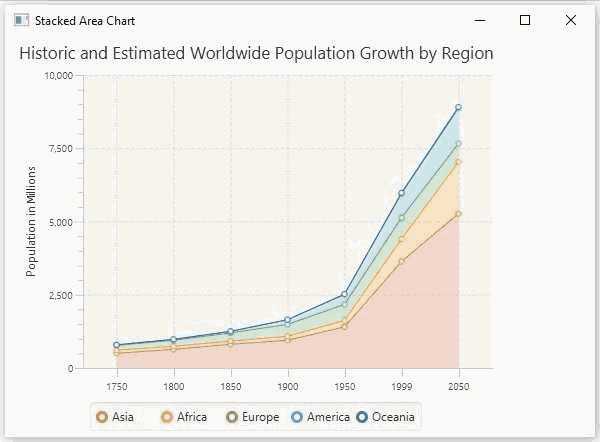 Stacked Area Chart
Historic and Estimated Worldwide Population Growth by Region
10,000
7,500
5,000
2,500
0
Population in Millions
1750 1800 1850 1900 1950 1999 2050
Asia Africa Europe America Oceania